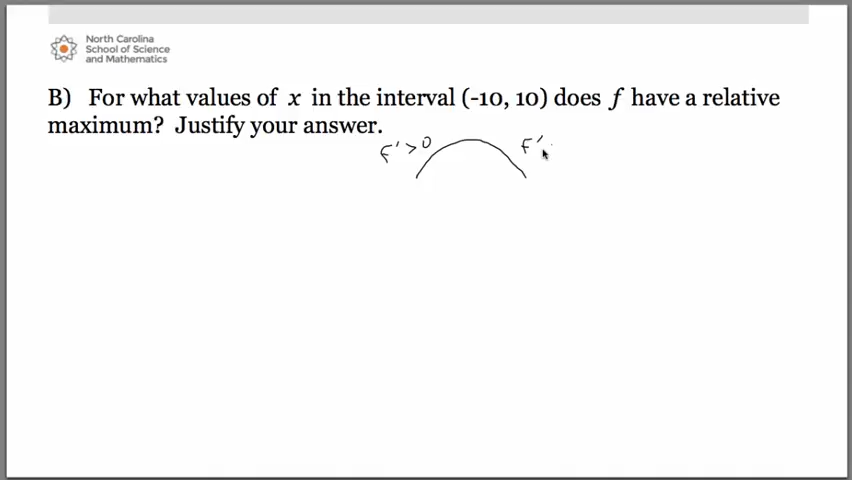 North Carolina
School of Science
and Mathematics
B) For what values of x in the interval (-10, 10) does f have a relative
maximum? Justify your answer.
f' > 0
f'